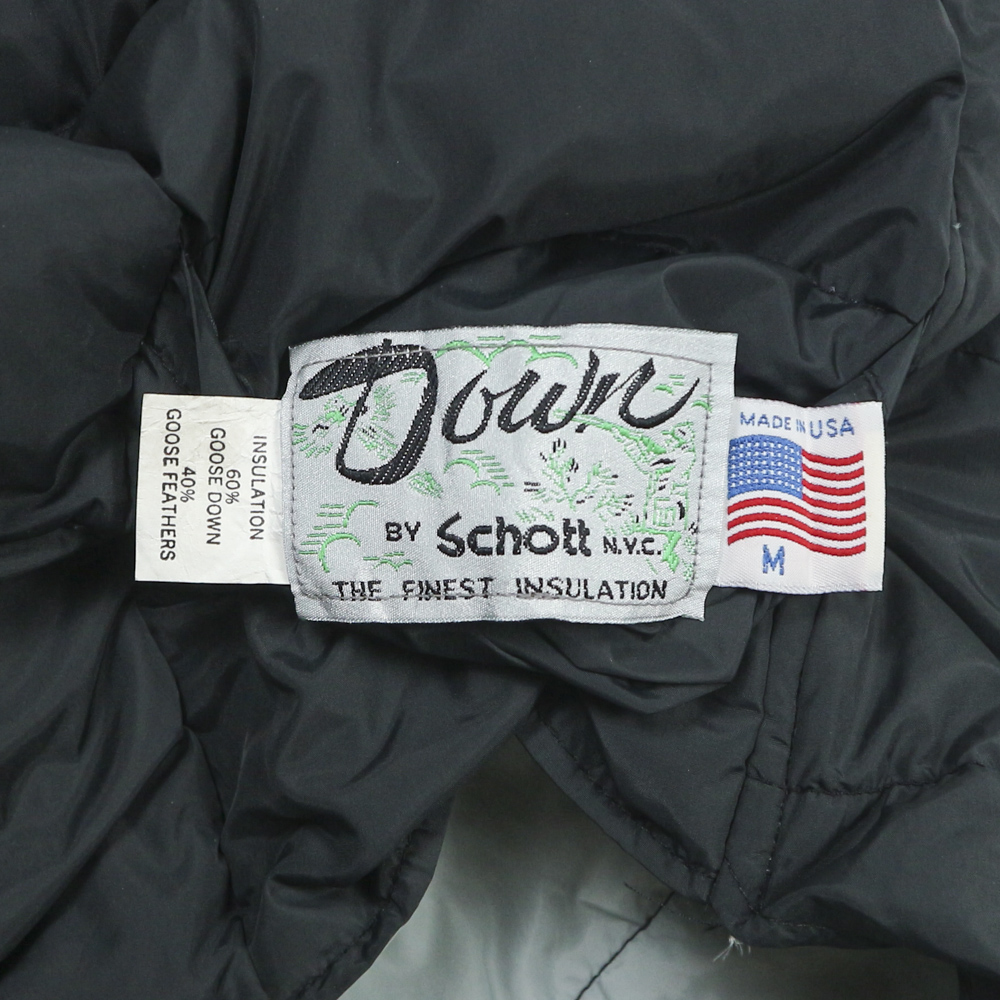 INSULATION
60%
GOOSE DOWN
40%
GOOSE FEATHERS
Down
BY Schott N.Y.C.
THE FINEST INSULATION
MADE IN USA
M